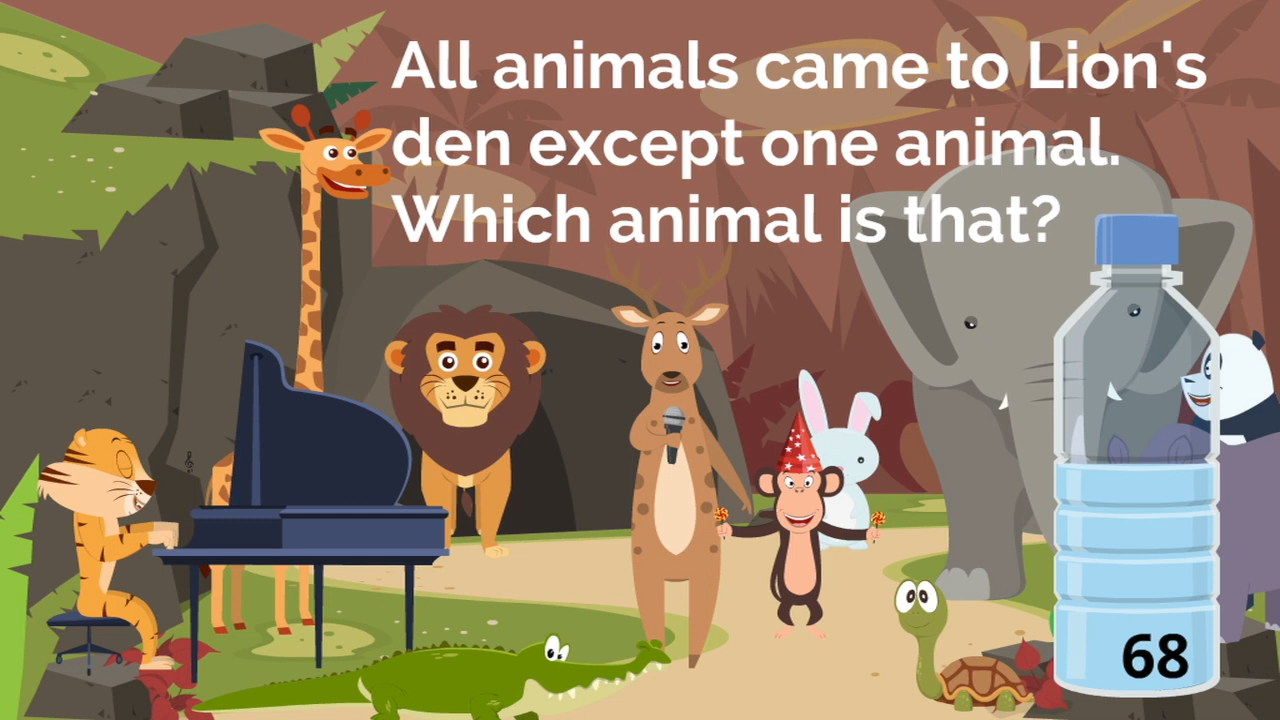 All animals came to Lion's
den except one animal.
Which animal is that?
68